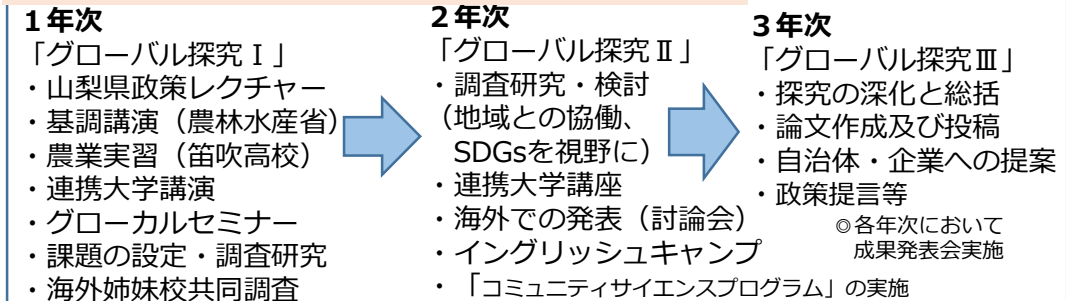 １年次
「グローバル探究Ⅰ」
・山梨県政策レクチャー
・基調講演（農林水産省）
・農業実習（笛吹高校）
・連携大学講演
・グローカルセミナー
・課題の設定・調査研究
・海外姉妹校共同調査
２年次
「グローバル探究Ⅱ」
・調査研究・検討
（地域との協働、
SDGsを視野に）
・連携大学講座
・海外での発表（討論会）
・イングリッシュキャンプ
・「コミュニティサイエンスプログラム」の実施
３年次
「グローバル探究Ⅲ」
・探究の深化と総括
・論文作成及び投稿
・自治体・企業への提案
・政策提言等
◎各年次において
成果発表会実施